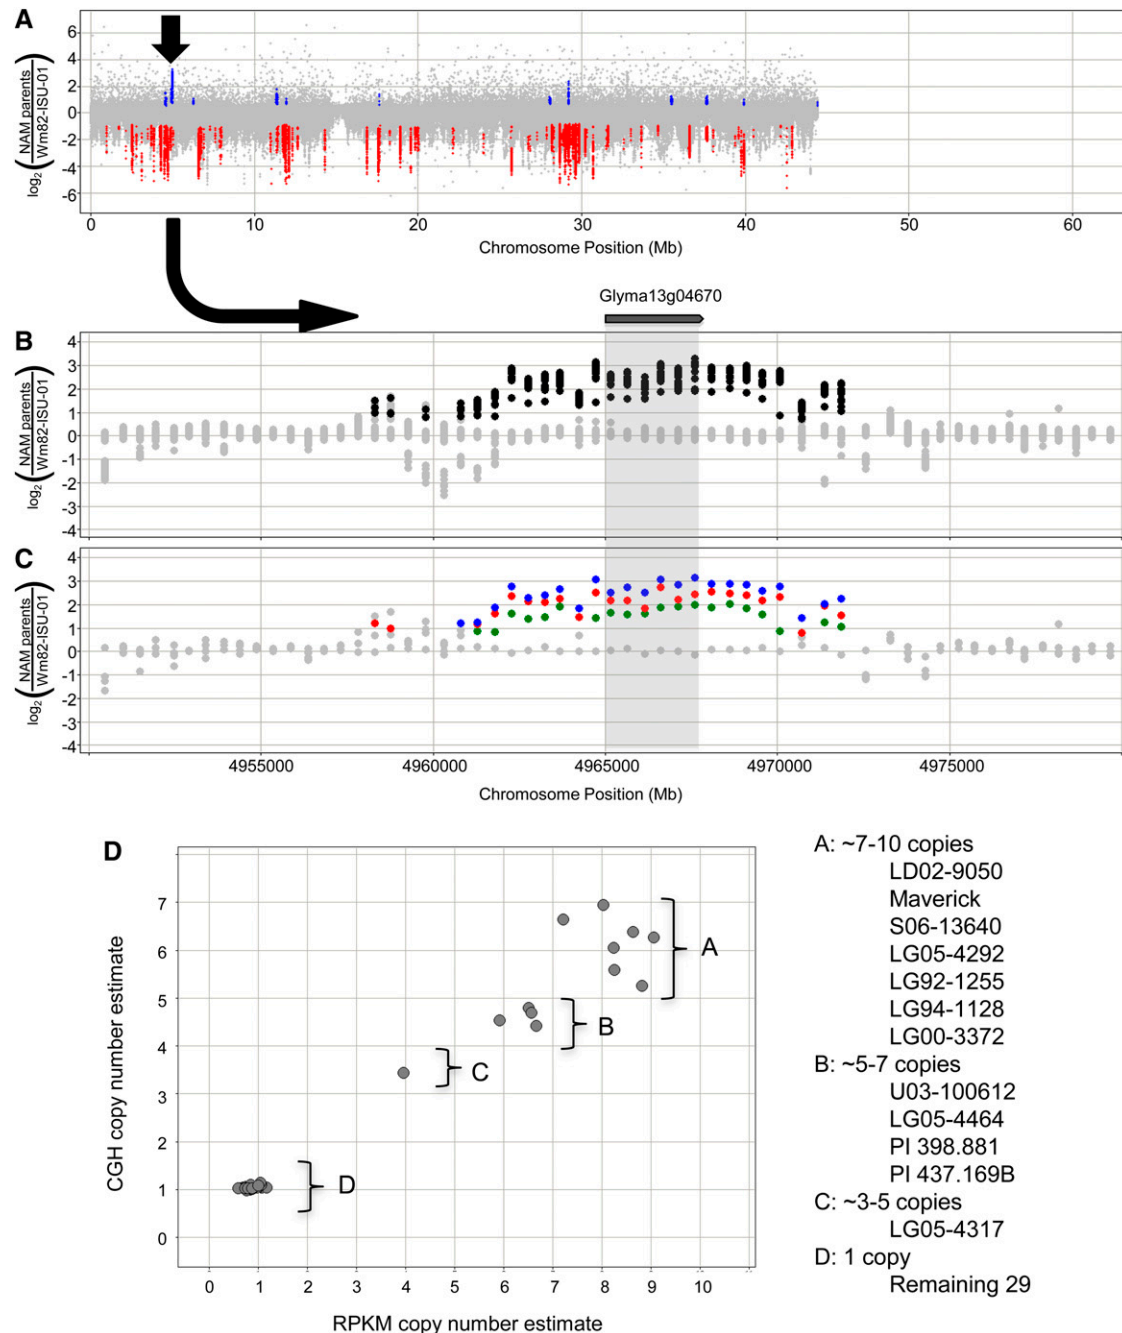 A
6
4
2
0
-2
-4
-6
log2(NAM parents
Wm82-ISU-01)
0 10 20 30 40 50 60
Chromosome Position (Mb)
Glyma13g04670
B
4
3
2
1
0
-1
-2
-3
-4
log2(NAM parents
Wm82-ISU-01)
C
4
3
2
1
0
-1
-2
-3
-4
log2(NAM parents
Wm82-ISU-01)
4955000 4960000 4965000 4970000 4975000
Chromosome Position (Mb)
D
7
6
5
4
3
2
1
0
CGH copy number estimate
A
B
C
D
0 1 2 3 4 5 6 7 8 9 10
RPKM copy number estimate
A: ~7-10 copies
LD02-9050
Maverick
S06-13640
LG05-4292
LG92-1255
LG94-1128
LG00-3372
B: ~5-7 copies
U03-100612
LG05-4464
PI 398.881
PI 437.169B
C: ~3-5 copies
LG05-4317
D: 1 copy
Remaining 29